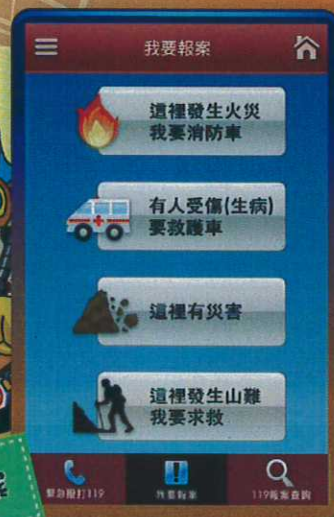 我要報案
這裡發生火災
我要消防車
有人受傷(生病)
要救護車
這裡有災害
這裡發生山難
我要求救
緊急撥打119
我要報案
119報案查詢